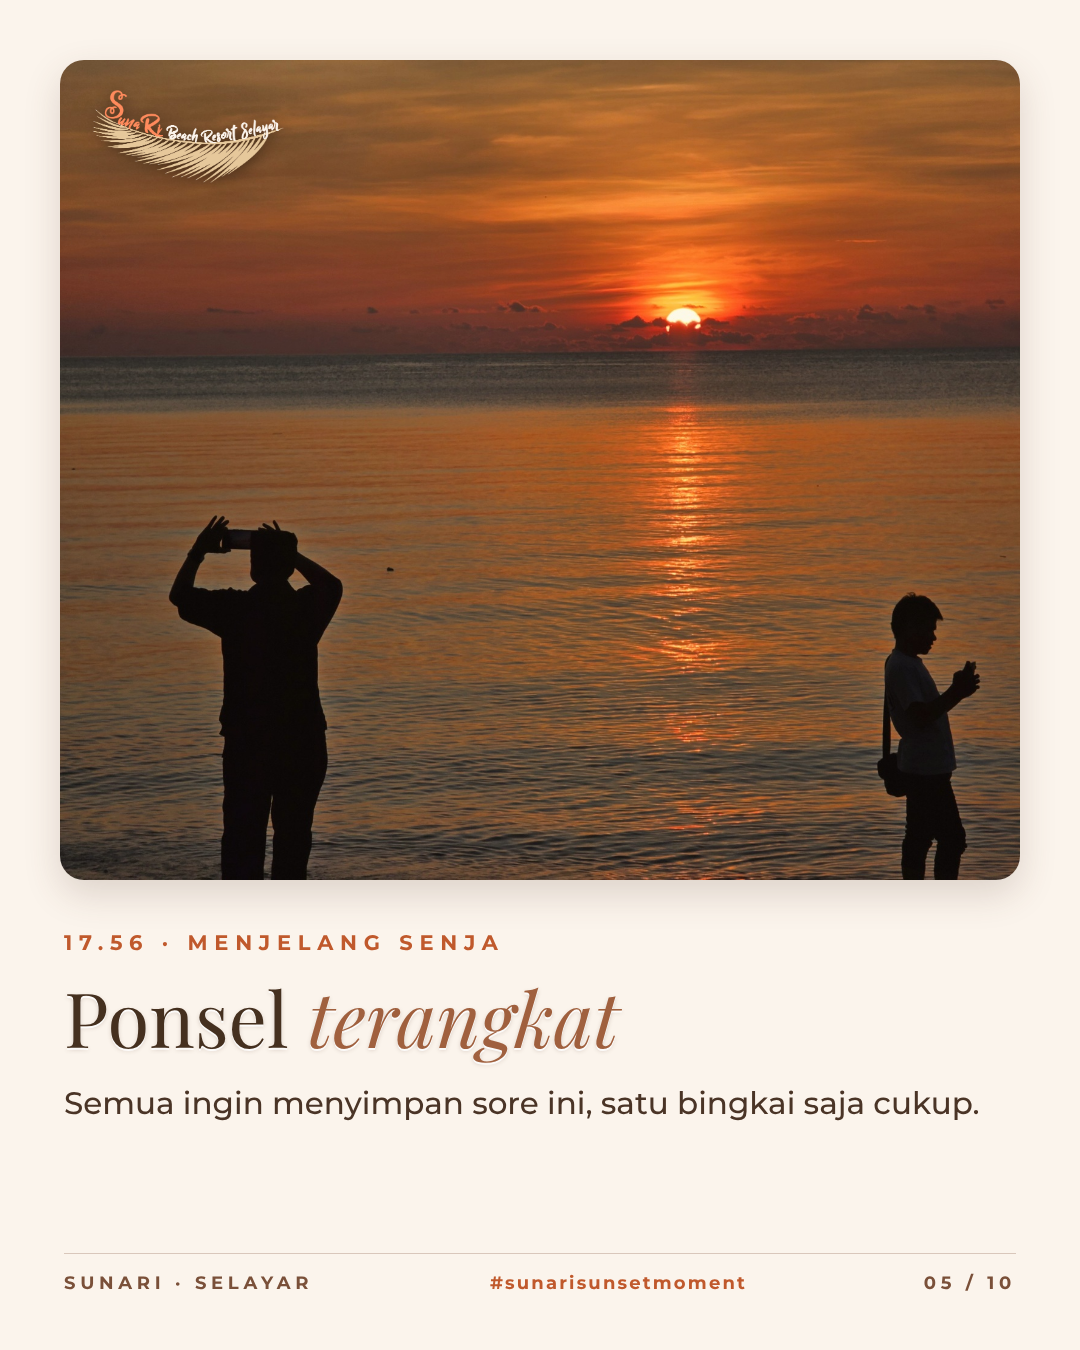 SunaRi Beach Resort Selayar
17.56 · MENJELANG SENJA
Ponsel terangkat
Semua ingin menyimpan sore ini, satu bingkai saja cukup.
SUNARI · SELAYAR
#sunarisunsetmoment
05 / 10